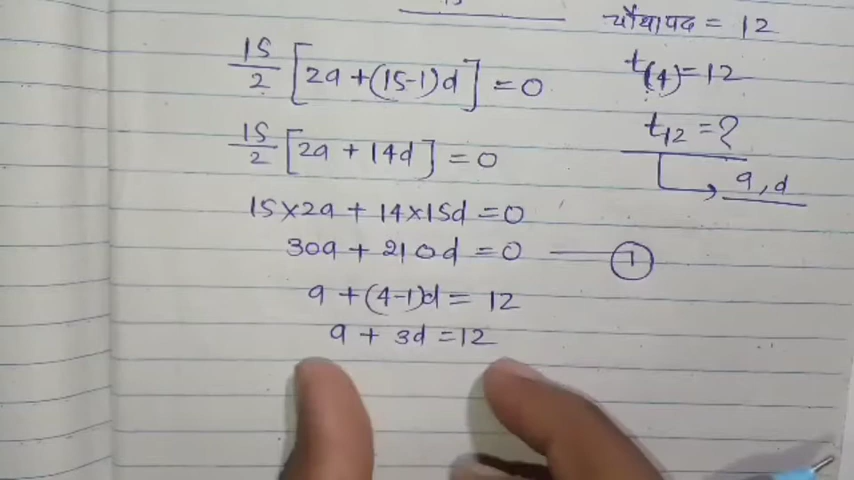 चौथापद = 12
15/2 [2a + (15-1)d] = 0
t(4) = 12
t12 = ?
a, d
15/2 [2a + 14d] = 0
15×2a + 14×15d = 0
30a + 210d = 0 —— ①
a + (4-1)d = 12
a + 3d = 12